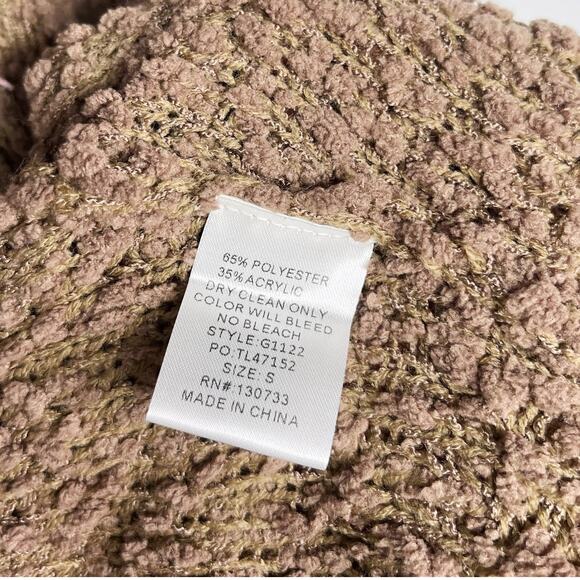 65% POLYESTER
35% ACRYLIC
DRY CLEAN ONLY
COLOR WILL BLEED
NO BLEACH
STYLE:G1122
PO:TL47152
SIZE: S
RN#:130733
MADE IN CHINA